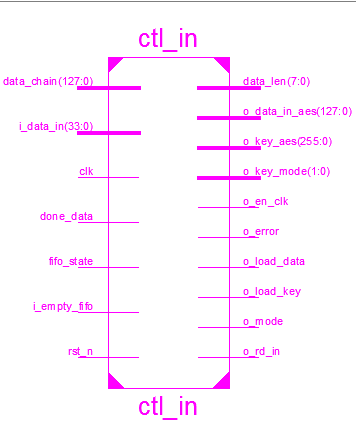 ctl_in
data_chain(127:0)
i_data_in(33:0)
clk
done_data
fifo_state
i_empty_fifo
rst_n
data_len(7:0)
o_data_in_aes(127:0)
o_key_aes(255:0)
o_key_mode(1:0)
o_en_clk
o_error
o_load_data
o_load_key
o_mode
o_rd_in
ctl_in